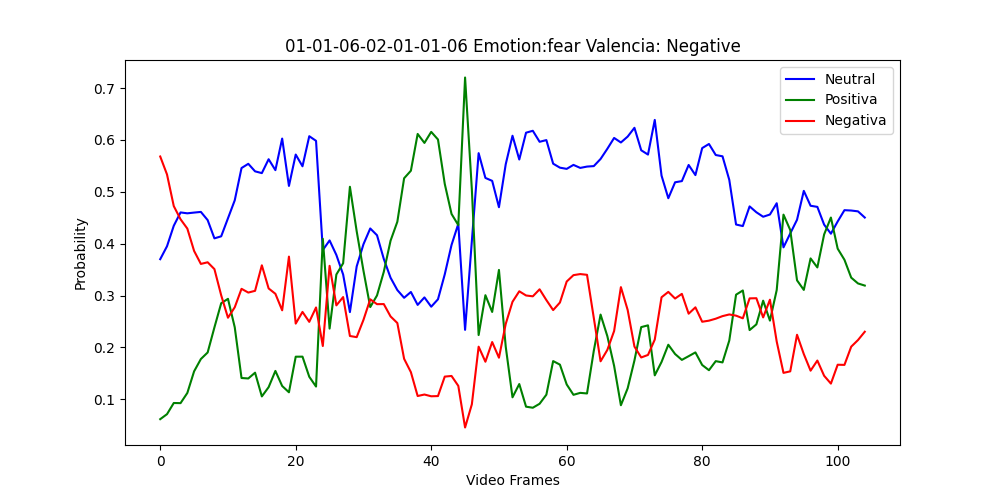 01-01-06-02-01-01-06 Emotion:fear Valencia: Negative
Neutral
Positiva
Negativa
Probability
0.7
0.6
0.5
0.4
0.3
0.2
0.1
0 20 40 60 80 100
Video Frames